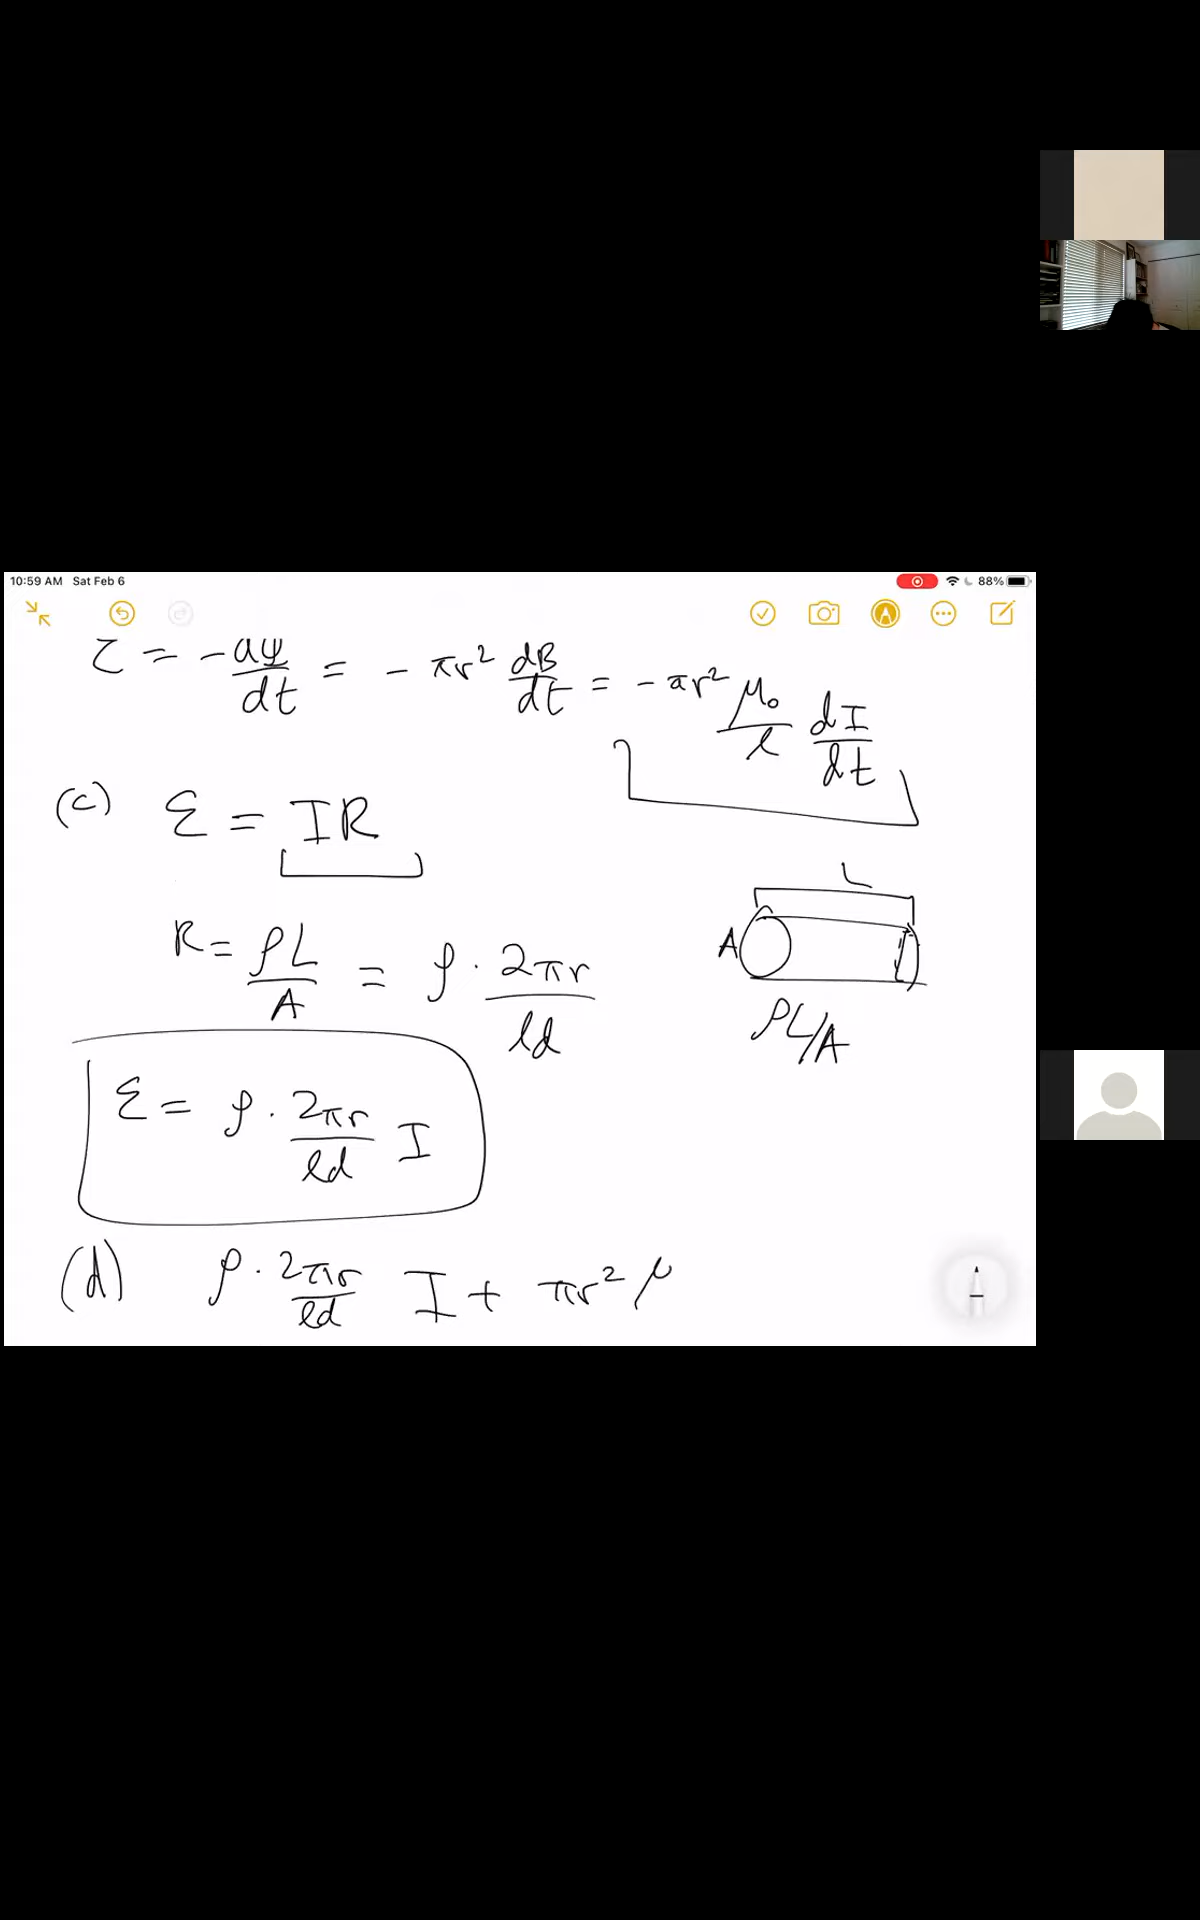 10:59 AM Sat Feb 6 88%
ℰ = -dφ/dt = - πr² dB/dt = - πr² μ₀/l dI/dt
(c) ℰ = IR
L
R = ρL/A = ρ · 2πr/ld
A
ρL/A
ℰ = ρ · 2πr/ld I
(d) ρ · 2πr/ld I + πr² μ